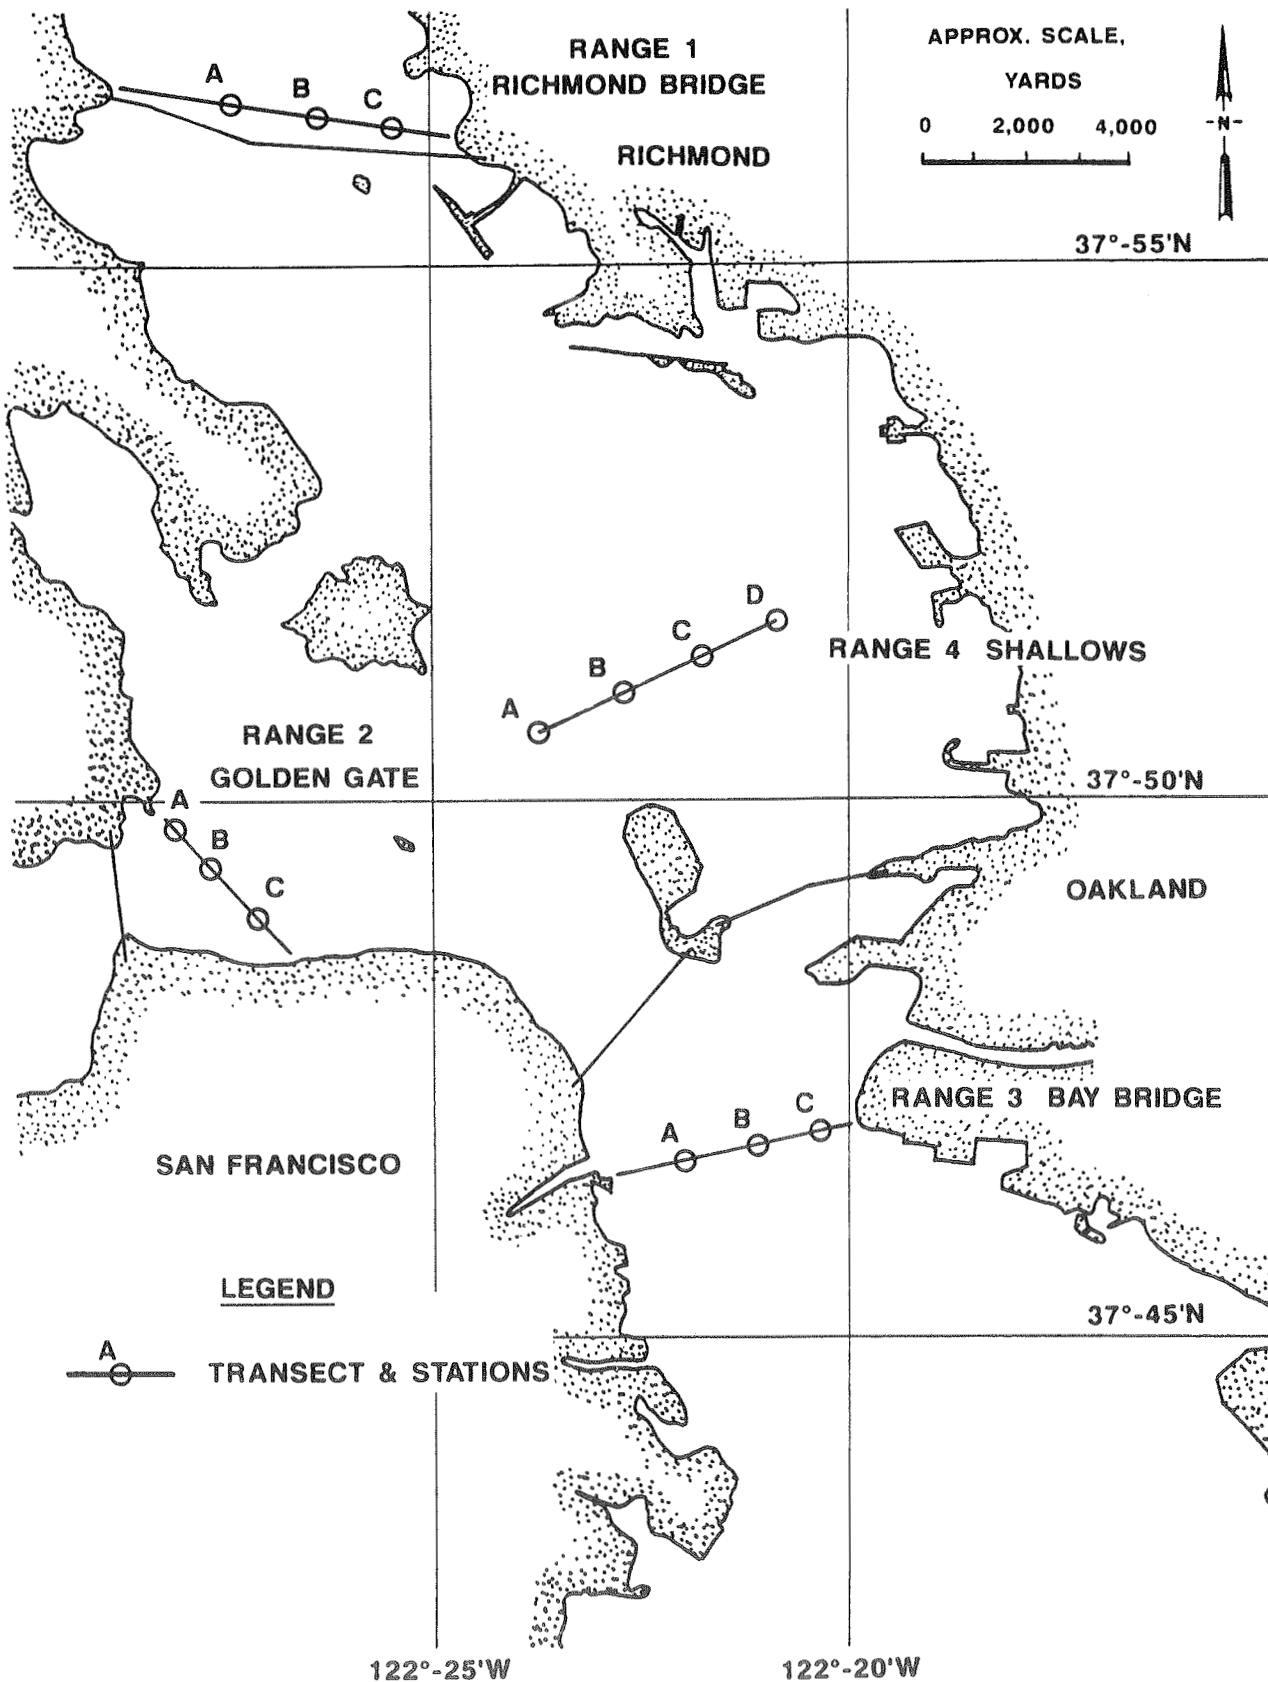 RANGE 1
RICHMOND BRIDGE
APPROX. SCALE,
YARDS
0 2,000 4,000
-N-
A B C
RICHMOND
37°-55'N
D
C
B
A
RANGE 4 SHALLOWS
RANGE 2
GOLDEN GATE
37°-50'N
A
B
C
OAKLAND
RANGE 3 BAY BRIDGE
A B C
SAN FRANCISCO
LEGEND
37°-45'N
A
TRANSECT & STATIONS
122°-25'W
122°-20'W